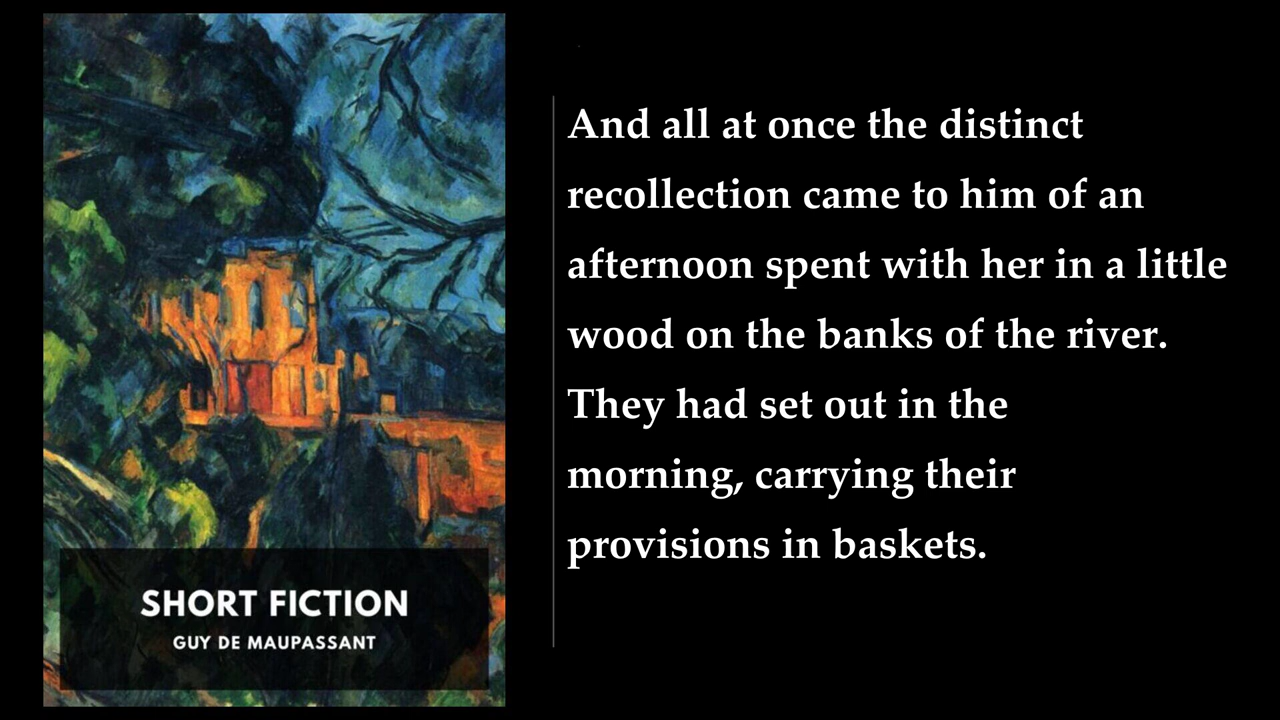 SHORT FICTION
GUY DE MAUPASSANT
And all at once the distinct
recollection came to him of an
afternoon spent with her in a little
wood on the banks of the river.
They had set out in the
morning, carrying their
provisions in baskets.